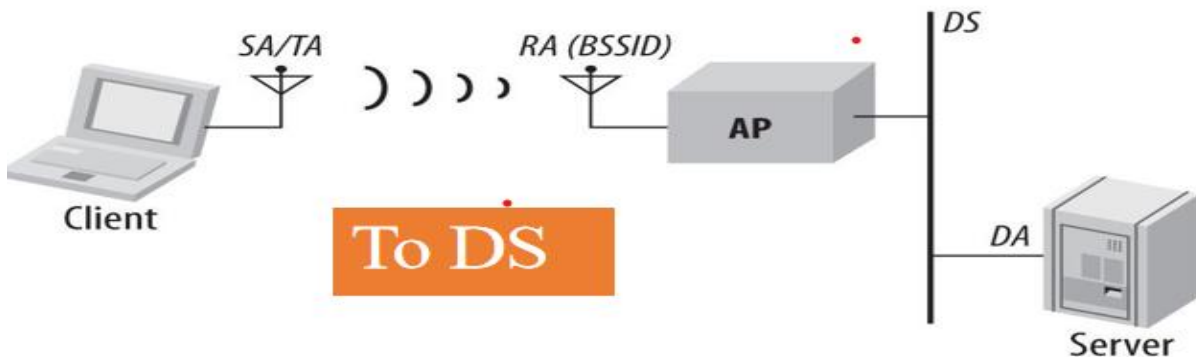 SA/TA
RA (BSSID)
DS
AP
Client
To DS
DA
Server